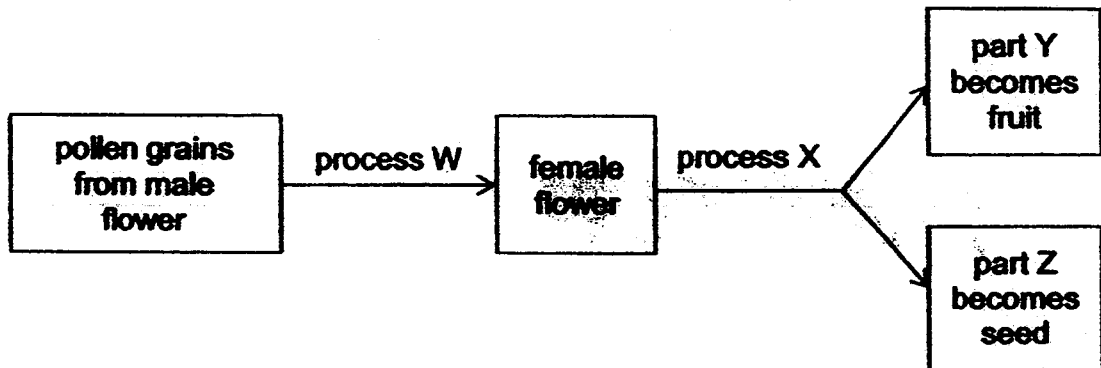 pollen grains
from male
flower
process W
female
flower
process X
part Y
becomes
fruit
part Z
becomes
seed